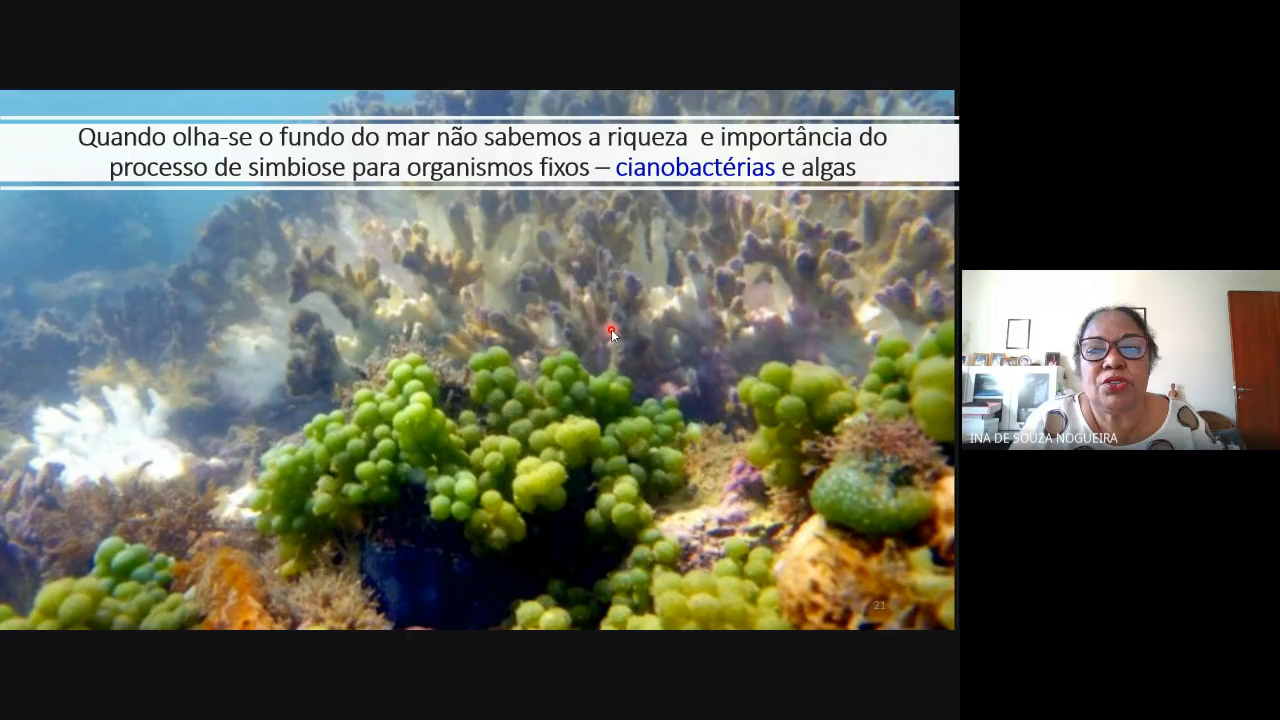 Quando olha-se o fundo do mar não sabemos a riqueza  e importância do
processo de simbiose para organismos fixos – cianobactérias e algas
21
INA DE SOUZA NOGUEIRA